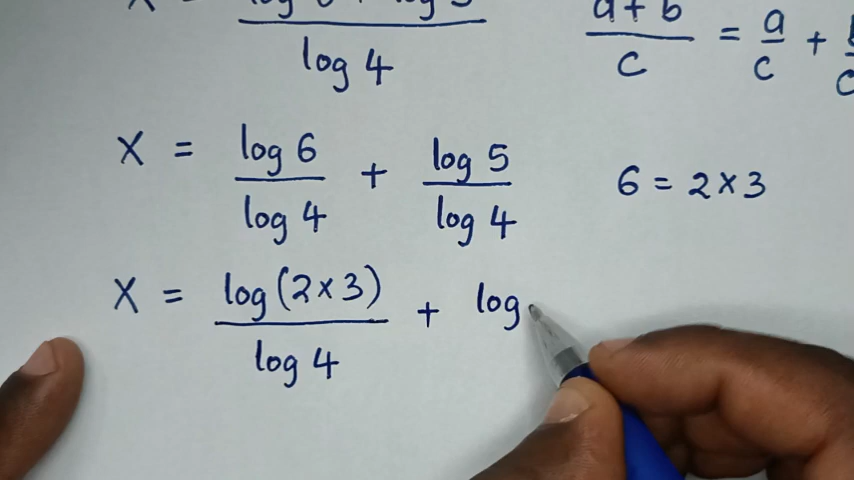 log 4
a + b / c = a / c +
X = log 6 / log 4 + log 5 / log 4
6 = 2 × 3
X = log (2 × 3) / log 4 + log